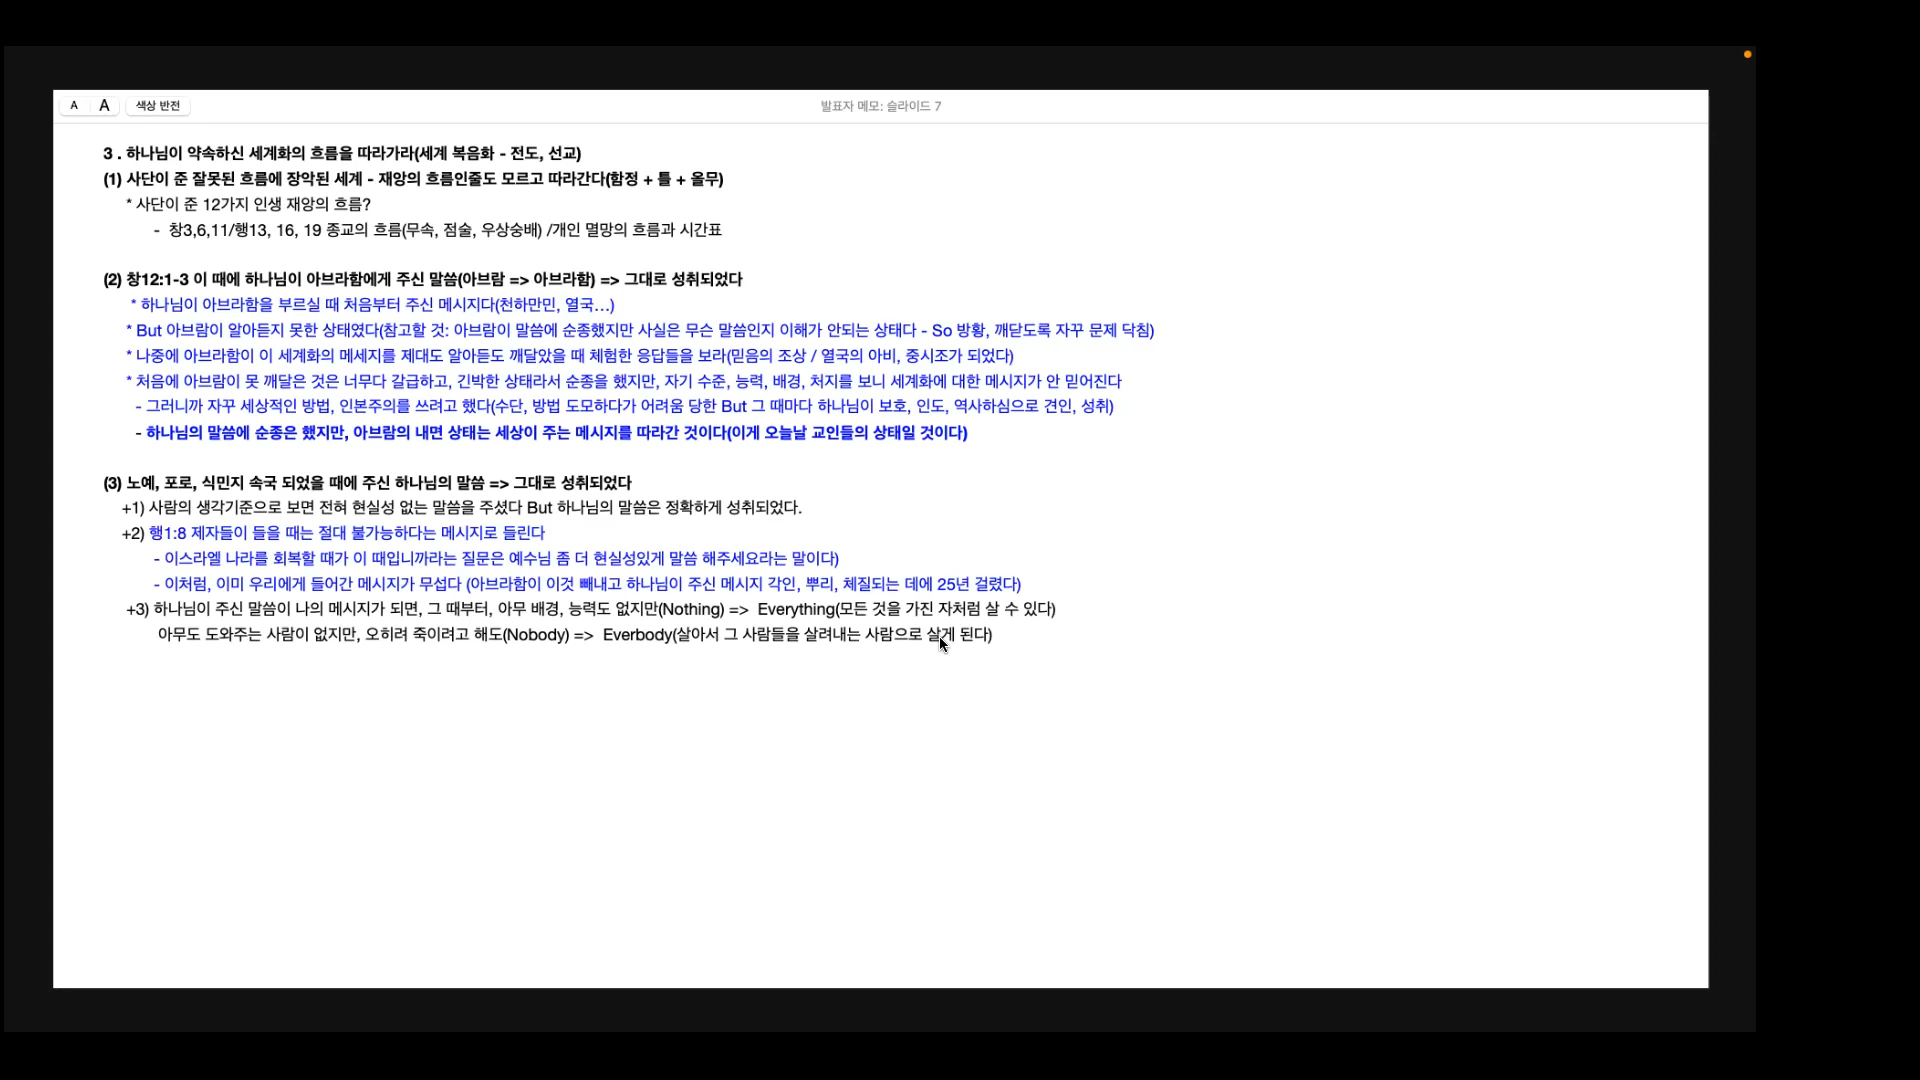 A A 색상 반전 발표자 메모: 슬라이드 7
3 . 하나님이 약속하신 세계화의 흐름을 따라가라(세계 복음화 - 전도, 선교)
(1) 사단이 준 잘못된 흐름에 장악된 세계 - 재앙의 흐름인줄도 모르고 따라간다(함정 + 틀 + 올무)
* 사단이 준 12가지 인생 재앙의 흐름?
- 창3,6,11/행13, 16, 19 종교의 흐름(무속, 점술, 우상숭배) /개인 멸망의 흐름과 시간표
(2) 창12:1-3 이 때에 하나님이 아브라함에게 주신 말씀(아브람 => 아브라함) => 그대로 성취되었다
* 하나님이 아브라함을 부르실 때 처음부터 주신 메시지다(천하만민, 열국...)
* But 아브람이 알아듣지 못한 상태였다(참고할 것: 아브람이 말씀에 순종했지만 사실은 무슨 말씀인지 이해가 안되는 상태다 - So 방황, 깨닫도록 자꾸 문제 닥침)
* 나중에 아브라함이 이 세계화의 메세지를 제대도 알아듣도 깨달았을 때 체험한 응답들을 보라(믿음의 조상 / 열국의 아비, 중시조가 되었다)
* 처음에 아브람이 못 깨달은 것은 너무다 갈급하고, 긴박한 상태라서 순종을 했지만, 자기 수준, 능력, 배경, 처지를 보니 세계화에 대한 메시지가 안 믿어진다
- 그러니까 자꾸 세상적인 방법, 인본주의를 쓰려고 했다(수단, 방법 도모하다가 어려움 당한 But 그 때마다 하나님이 보호, 인도, 역사하심으로 견인, 성취)
- 하나님의 말씀에 순종은 했지만, 아브람의 내면 상태는 세상이 주는 메시지를 따라간 것이다(이게 오늘날 교인들의 상태일 것이다)
(3) 노예, 포로, 식민지 속국 되었을 때에 주신 하나님의 말씀 => 그대로 성취되었다
+1) 사람의 생각기준으로 보면 전혀 현실성 없는 말씀을 주셨다 But 하나님의 말씀은 정확하게 성취되었다.
+2) 행1:8 제자들이 들을 때는 절대 불가능하다는 메시지로 들린다
- 이스라엘 나라를 회복할 때가 이 때입니까라는 질문은 예수님 좀 더 현실성있게 말씀 해주세요라는 말이다)
- 이처럼, 이미 우리에게 들어간 메시지가 무섭다 (아브라함이 이것 빼내고 하나님이 주신 메시지 각인, 뿌리, 체질되는 데에 25년 걸렸다)
+3) 하나님이 주신 말씀이 나의 메시지가 되면, 그 때부터, 아무 배경, 능력도 없지만(Nothing) => Everything(모든 것을 가진 자처럼 살 수 있다)
아무도 도와주는 사람이 없지만, 오히려 죽이려고 해도(Nobody) => Everbody(살아서 그 사람들을 살려내는 사람으로 살게 된다)